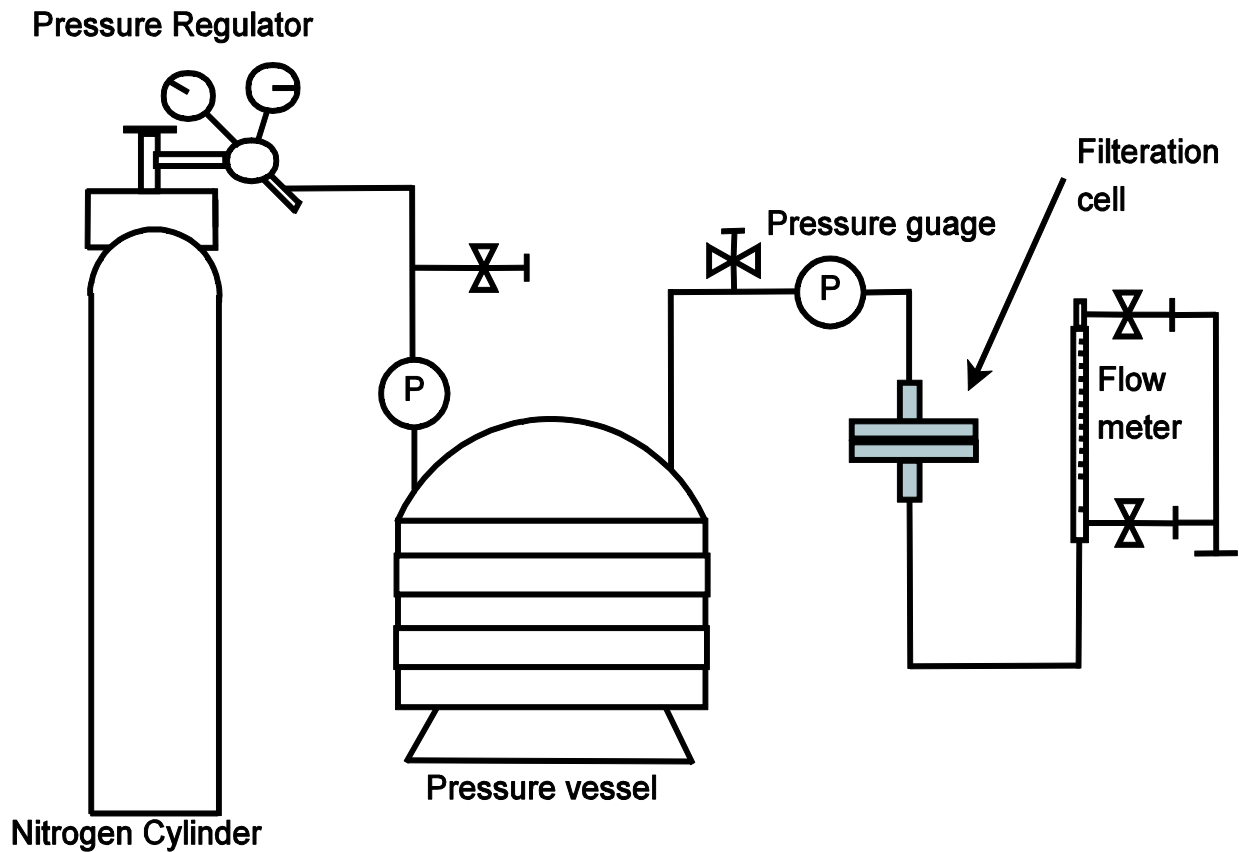 Pressure Regulator
Filteration
cell
Pressure guage
P
P
Flow
meter
Pressure vessel
Nitrogen Cylinder